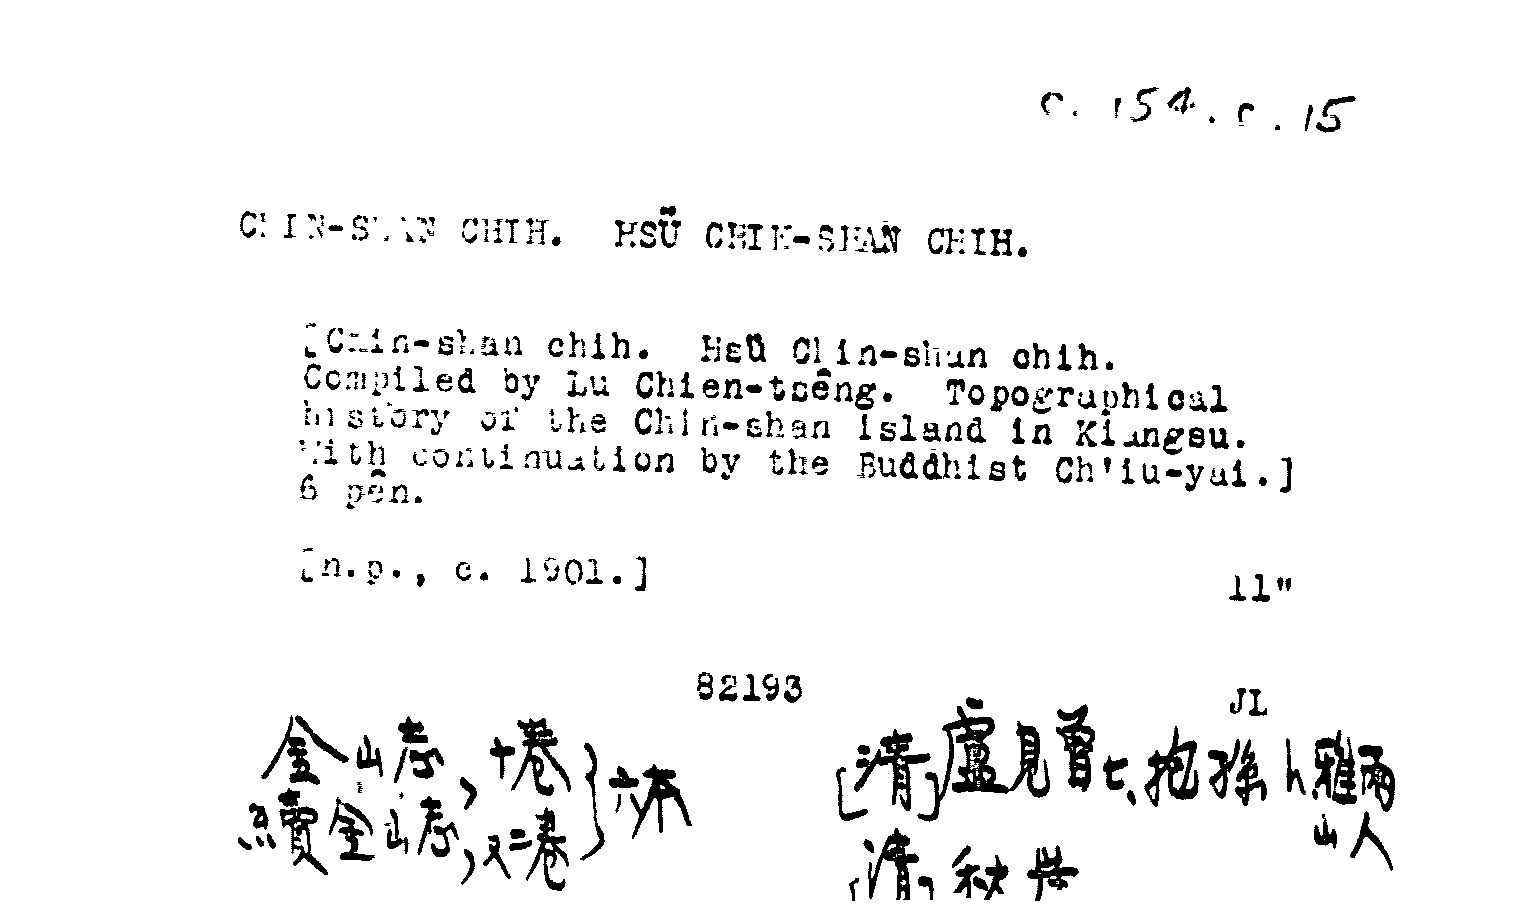 c. 154. c. 15
CHIN-SHAN CHIH. HSÜ CHIN-SHAN CHIH.
[Chin-shan chih. Hsü Chin-shan chih.
Compiled by Lu Chien-tsêng. Topographical
history of the Chin-shan island in Kiangsu.
With continuation by the Buddhist Ch'iu-yai.]
6 pên.
[n.p., c. 1901.]
11"
82193
JL
金山志, 十卷
續金山志, 又二卷 } 六本
[清] 盧見曾 抱孫 雅雨
山人
[清] 秋崖